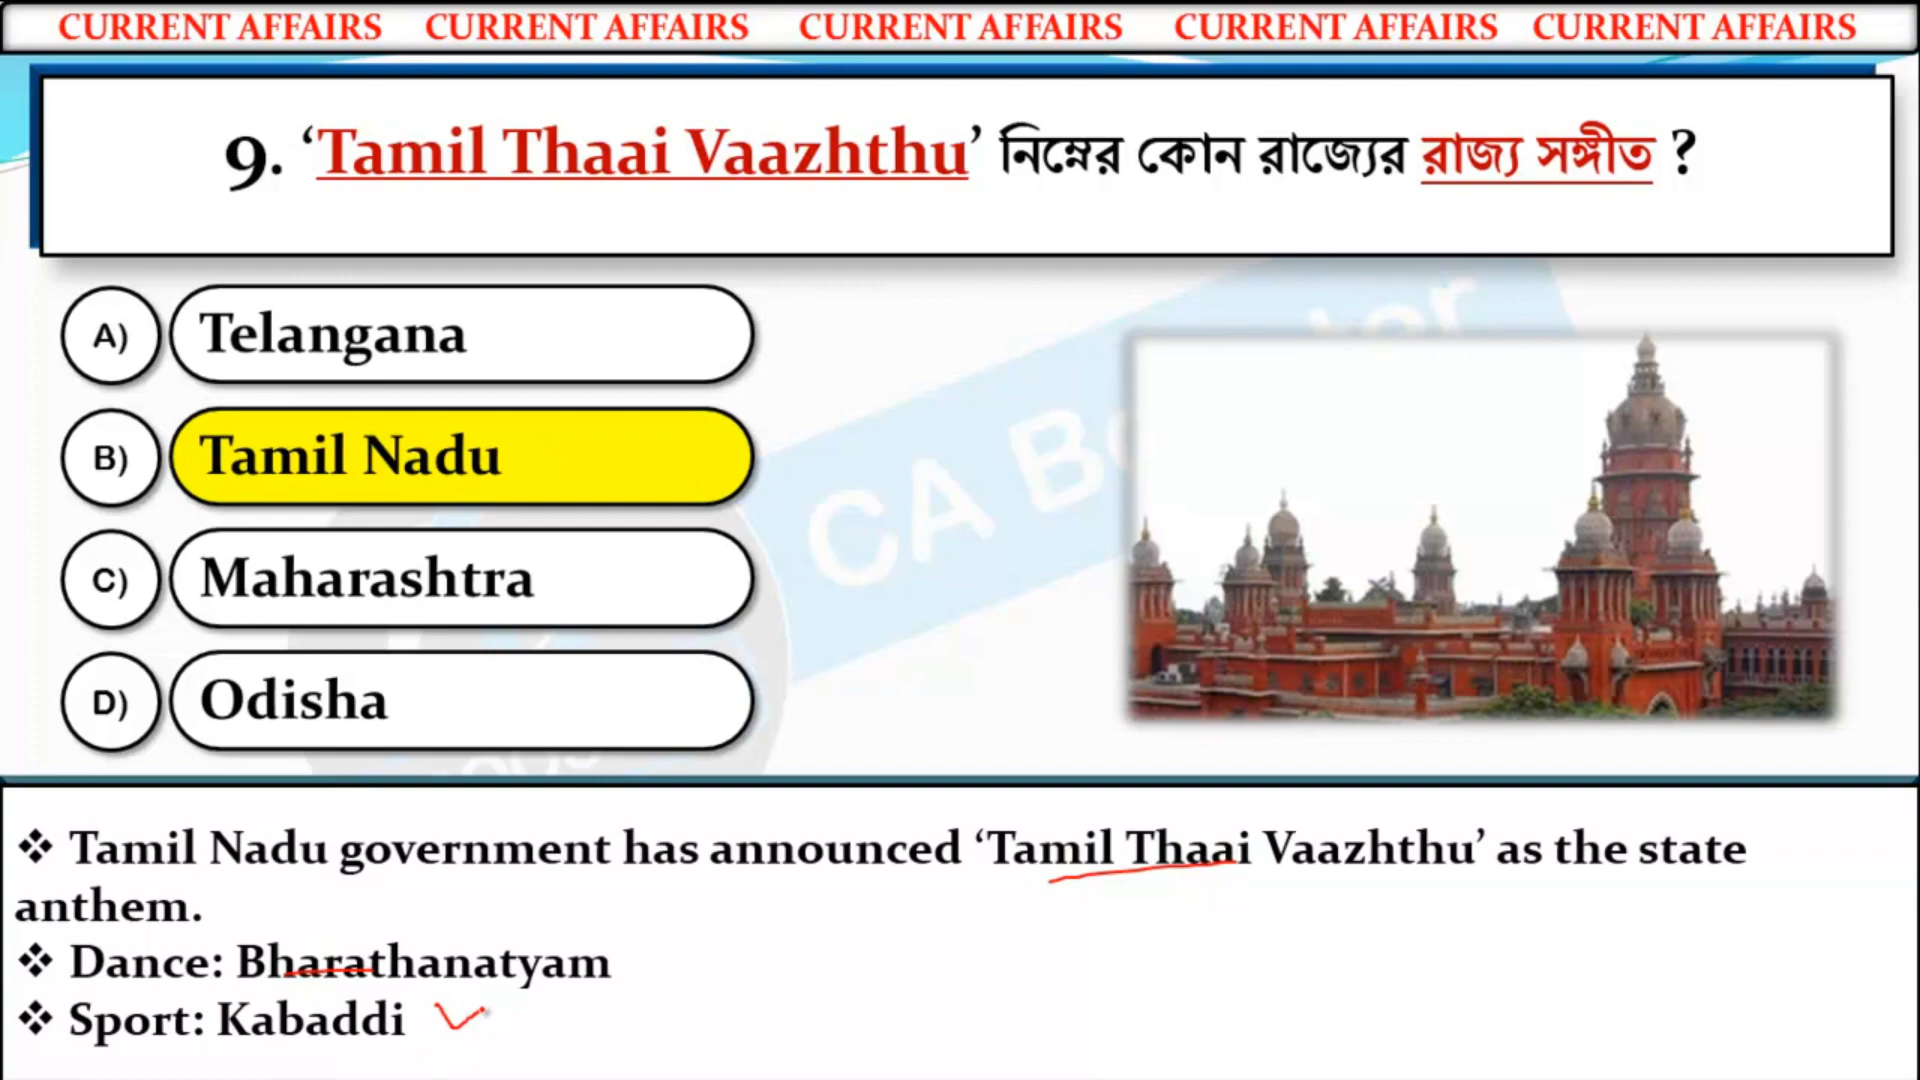 CURRENT AFFAIRS CURRENT AFFAIRS CURRENT AFFAIRS CURRENT AFFAIRS CURRENT AFFAIRS
9. ‘Tamil Thaai Vaazhthu’ নিম্নের কোন রাজ্যের রাজ্য সঙ্গীত ?
A) Telangana
B) Tamil Nadu
C) Maharashtra
D) Odisha
CA
❖ Tamil Nadu government has announced ‘Tamil Thaai Vaazhthu’ as the state
anthem.
❖ Dance: Bharathanatyam
❖ Sport: Kabaddi